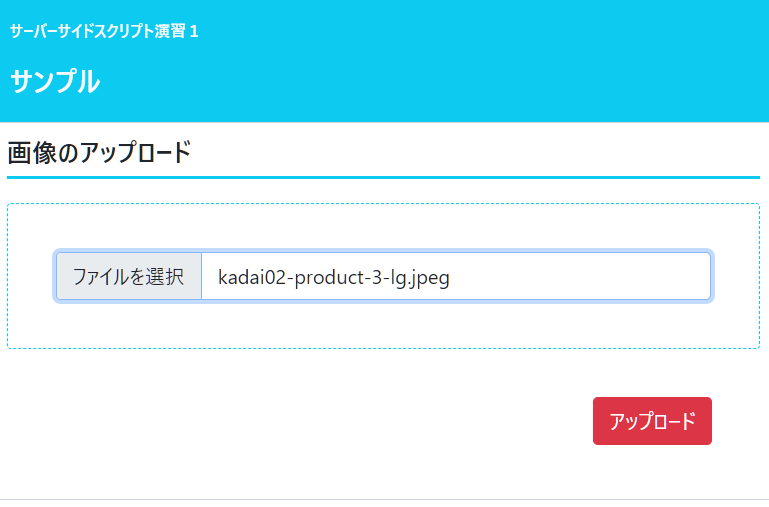 サーバーサイドスクリプト演習1
サンプル
画像のアップロード
ファイルを選択 kadai02-product-3-lg.jpeg
アップロード